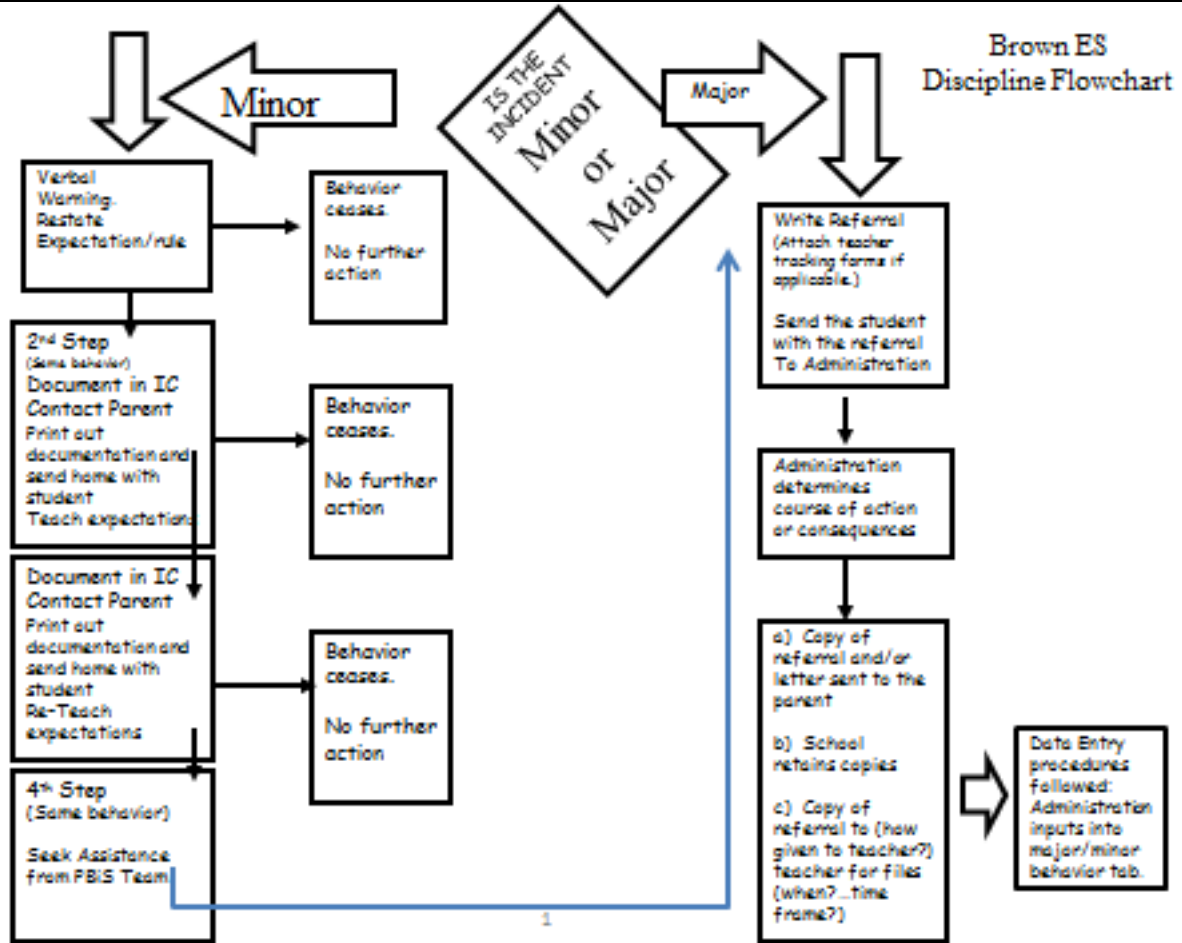 Brown ES
Discipline Flowchart
IS THE
INCIDENT
Minor
or
Major
Minor
Major
Verbal
Warning.
Restate
Expectation/rule
Behavior
ceases.
No further
action
2nd Step
(Same behavior)
Document in IC
Contact Parent
Print out
documentation and
send home with
student
Teach expectations
Behavior
ceases.
No further
action
Document in IC
Contact Parent
Print out
documentation and
send home with
student
Re-Teach
expectations
Behavior
ceases.
No further
action
4th Step
(Same behavior)
Seek Assistance
from PBiS Team
Write Referral
(Attach teacher
tracking forms if
applicable.)
Send the student
with the referral
To Administration
Administration
determines
course of action
or consequences
a) Copy of
referral and/or
letter sent to the
parent
b) School
retains copies
c) Copy of
referral to (how
given to teacher?)
teacher for files
(when?...time
frame?)
Data Entry
procedures
followed:
Administration
inputs into
major/minor
behavior tab.
1